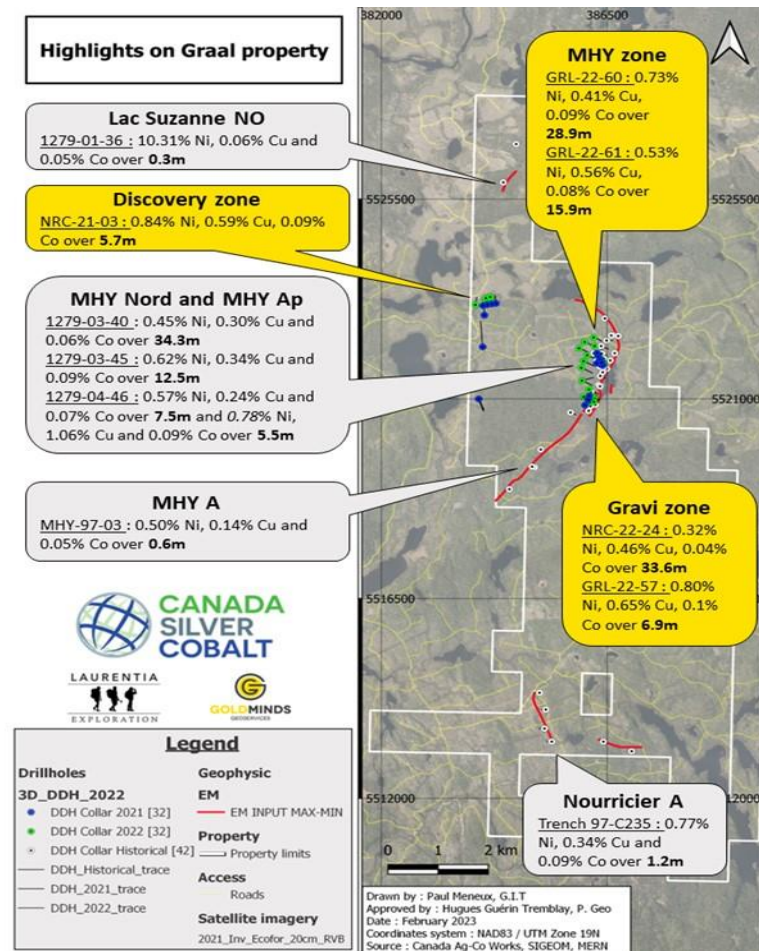 Highlights on Graal property
382000
386500
MHY zone
GRL-22-60 : 0.73%
Ni, 0.41% Cu,
0.09% Co over
28.9m
GRL-22-61 : 0.53%
Ni, 0.56% Cu,
0.08% Co over
15.9m
Lac Suzanne NO
1279-01-36 : 10.31% Ni, 0.06% Cu and
0.05% Co over 0.3m
5525500
5525500
Discovery zone
NRC-21-03 : 0.84% Ni, 0.59% Cu, 0.09%
Co over 5.7m
MHY Nord and MHY Ap
1279-03-40 : 0.45% Ni, 0.30% Cu and
0.06% Co over 34.3m
1279-03-45 : 0.62% Ni, 0.34% Cu and
0.09% Co over 12.5m
1279-04-46 : 0.57% Ni, 0.24% Cu and
0.07% Co over 7.5m and 0.78% Ni,
1.06% Cu and 0.09% Co over 5.5m
5521000
5521000
MHY A
MHY-97-03 : 0.50% Ni, 0.14% Cu and
0.05% Co over 0.6m
Gravi zone
NRC-22-24 : 0.32%
Ni, 0.46% Cu, 0.04%
Co over 33.6m
GRL-22-57 : 0.80%
Ni, 0.65% Cu, 0.1%
Co over 6.9m
5516500
5516500
CANADA
SILVER
COBALT
LAURENTIA
EXPLORATION
GOLDMINDS
GEOSERVICES
Legend
Drillholes
3D_DDH_2022
DDH Collar 2021 [32]
DDH Collar 2022 [32]
DDH Collar Historical [42]
DDH_Historical_trace
DDH_2021_trace
DDH_2022_trace
Geophysic
EM
EM INPUT MAX-MIN
Property
Property limits
Access
Roads
Satellite imagery
2021_Inv_Ecofor_20cm_RVB
5512000
12000
Nourricier A
Trench 97-C235 : 0.77%
Ni, 0.34% Cu and
0.09% Co over 1.2m
0 1 2 km
Drawn by : Paul Meneux, G.I.T
Approved by : Hugues Guérin Tremblay, P. Geo
Date : February 2023
Coordinates system : NAD83 / UTM Zone 19N
Source : Canada Ag-Co Works, SIGEOM, MERN